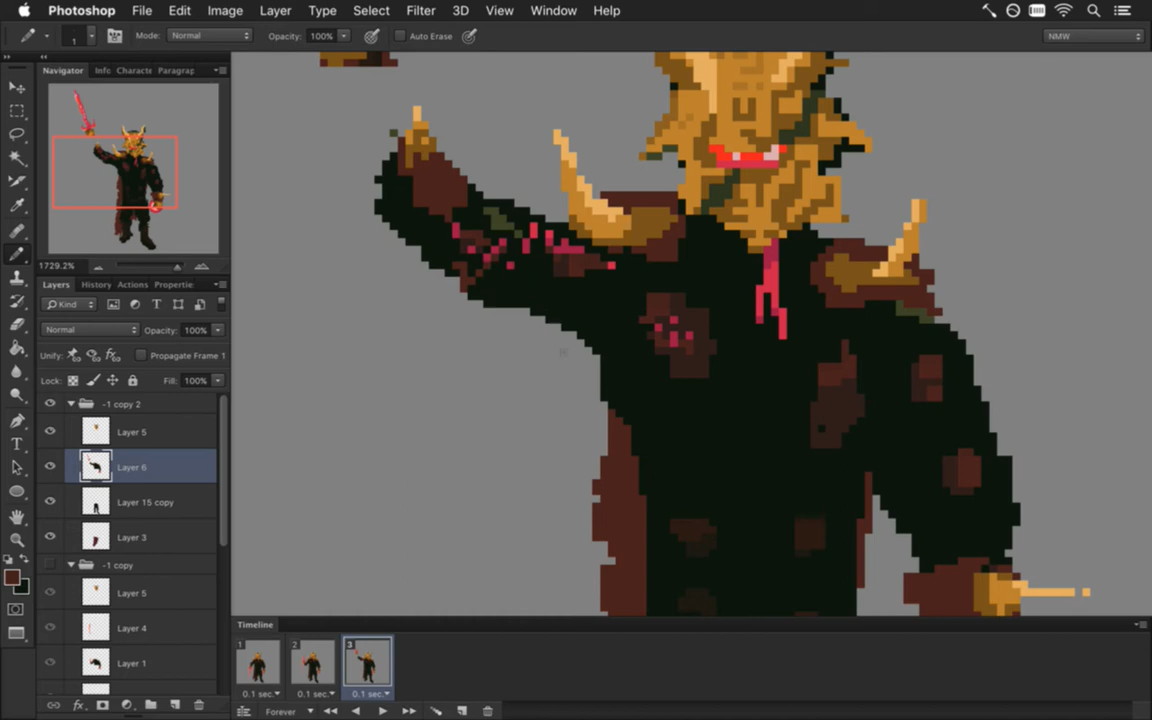 Photoshop File Edit Image Layer Type Select Filter 3D View Window Help
1 Mode: Normal Opacity: 100% Auto Erase NMW
Navigator Info Charact Paragrap
1729.2%
Layers History Actions Propertie
Kind
Normal Opacity: 100%
Unify: Propagate Frame 1
Lock: Fill: 100%
-1 copy 2
Layer 5
Layer 6
Layer 15 copy
Layer 3
-1 copy
Layer 5
Layer 4
Layer 1
Timeline
1 2 3
0.1 sec. 0.1 sec. 0.1 sec.
Forever